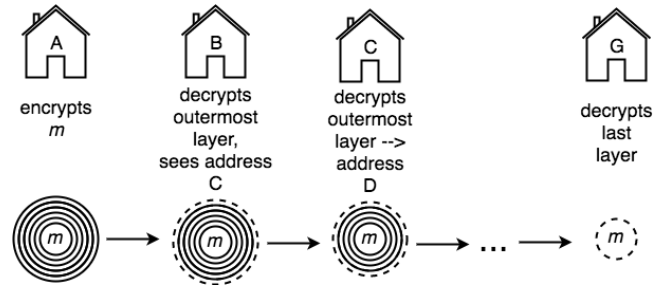 A
B
C
G
encrypts
m
decrypts
outermost
layer,
sees address
C
decrypts
outermost
layer -->
address
D
decrypts
last
layer
m
m
m
...
m